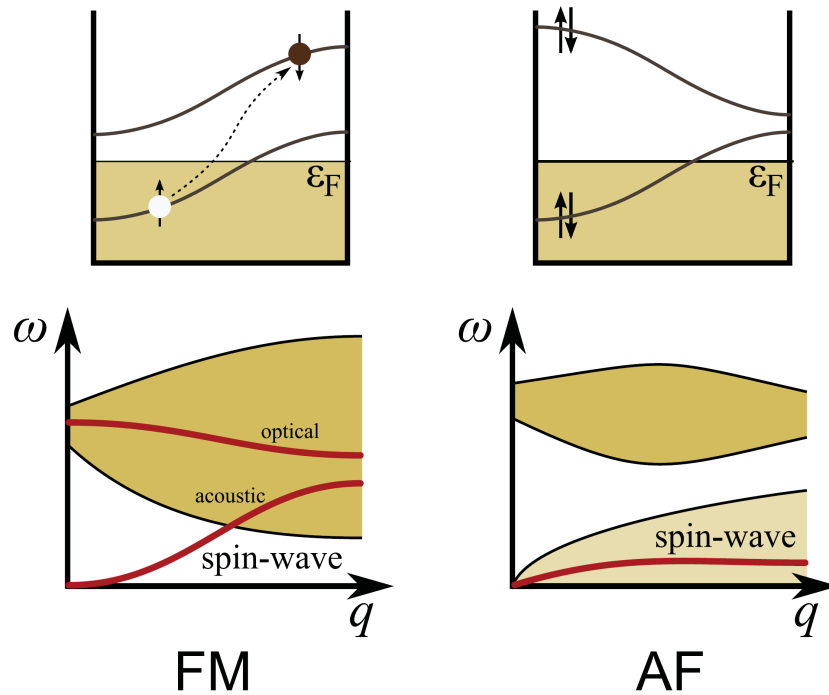 εF
εF
ω
optical
acoustic
spin-wave
q
ω
spin-wave
q
FM
AF